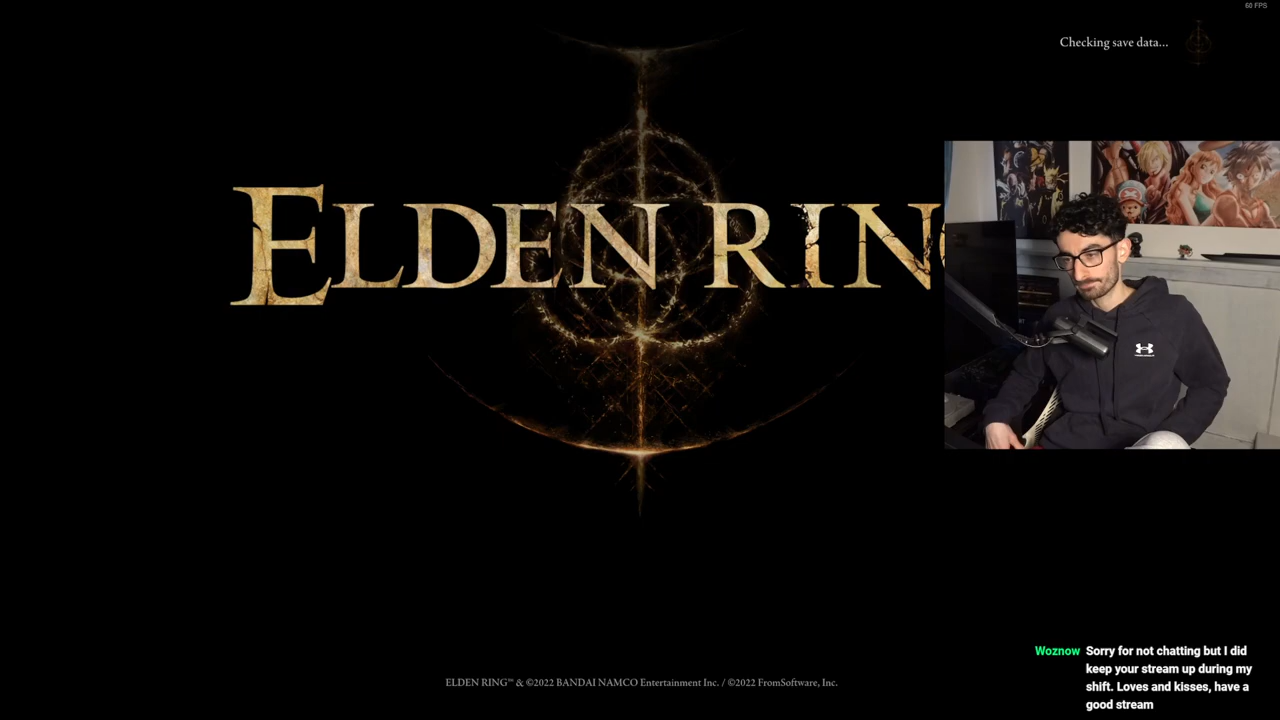 60 FPS
Checking save data...
ELDEN RIN
Woznow Sorry for not chatting but I did
keep your stream up during my
shift. Loves and kisses, have a
good stream
ELDEN RING™ & ©2022 BANDAI NAMCO Entertainment Inc. / ©2022 FromSoftware, Inc.